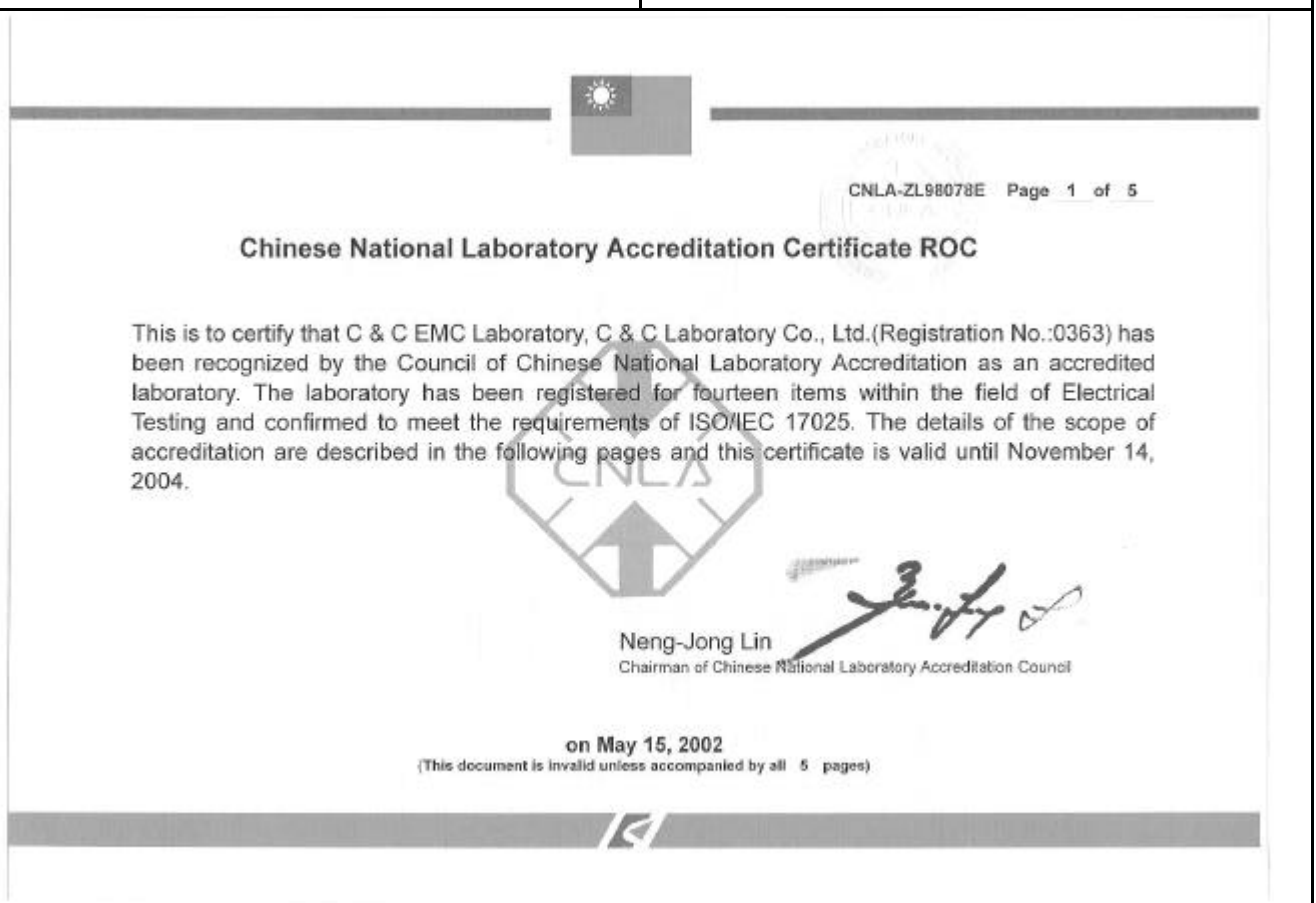 CNLA-ZL98078E Page 1 of 5
Chinese National Laboratory Accreditation Certificate ROC
This is to certify that C & C EMC Laboratory, C & C Laboratory Co., Ltd.(Registration No.:0363) has
been recognized by the Council of Chinese National Laboratory Accreditation as an accredited
laboratory. The laboratory has been registered for fourteen items within the field of Electrical
Testing and confirmed to meet the requirements of ISO/IEC 17025. The details of the scope of
accreditation are described in the following pages and this certificate is valid until November 14,
2004.
CNLA
Neng-Jong Lin
Chairman of Chinese National Laboratory Accreditation Council
on May 15, 2002
(This document is invalid unless accompanied by all 5 pages)